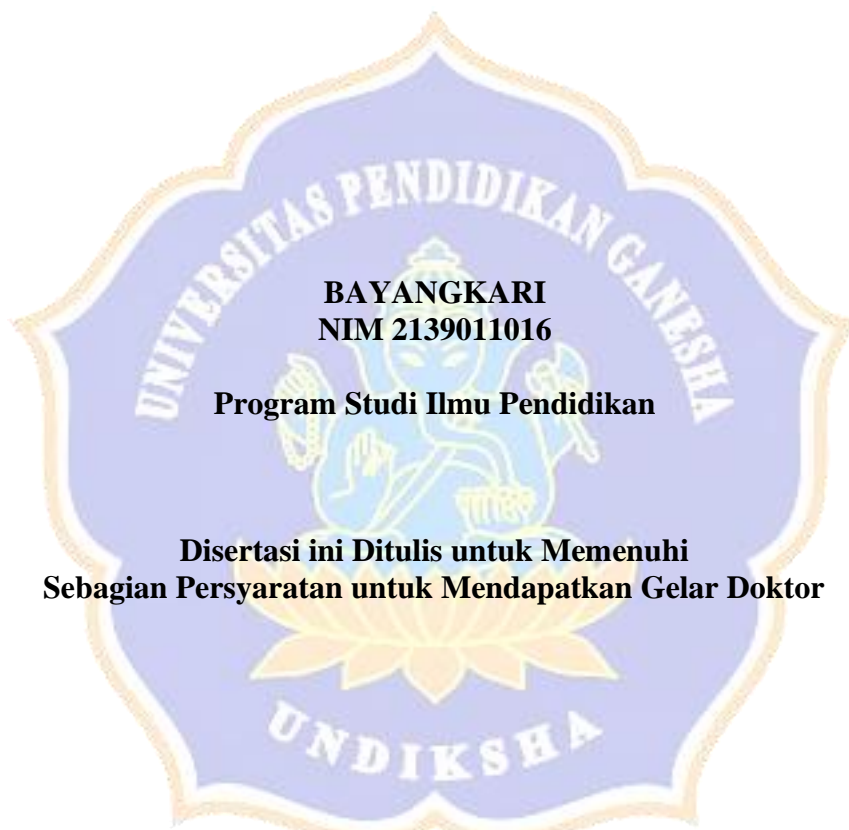 UNIVERSITAS PENDIDIKAN GANESHA
BAYANGKARI
NIM 2139011016
Program Studi Ilmu Pendidikan
Disertasi ini Ditulis untuk Memenuhi
Sebagian Persyaratan untuk Mendapatkan Gelar Doktor
UNDIKSHA